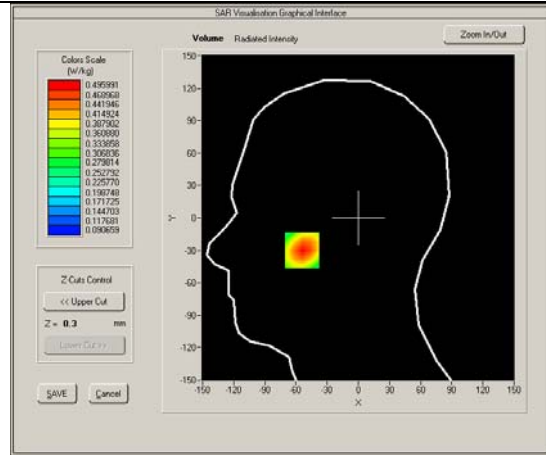 SAR Visualisation Graphical Interface
Volume Radiated Intensity
Zoom In/Out
Colors Scale
(W/kg)
0.495991
0.468968
0.441946
0.414924
0.387902
0.360880
0.333858
0.306836
0.279814
0.252792
0.225770
0.198748
0.171725
0.144703
0.117681
0.090659
Z Cuts Control
<< Upper Cut
Z = 0.3 mm
Lower Cut >>
SAVE Cancel
150
120
90
60
30
0
-30
-60
-90
-120
-150
Y
-150 -120 -90 -60 -30 0 30 60 90 120 150
X